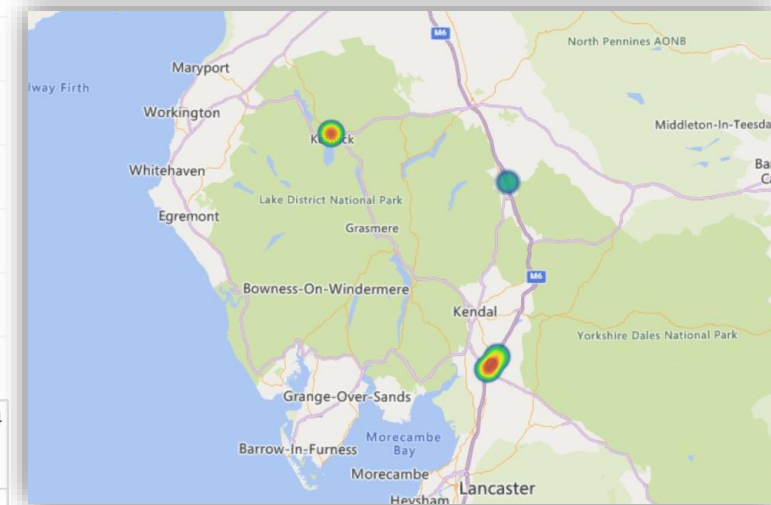 M6
North Pennines AONB
Maryport
lway Firth
Workington
Middleton-In-Teesda
Whitehaven
Ba
Lake District National Park
Egremont
Grasmere
M6
Bowness-On-Windermere
Kendal
Yorkshire Dales National Park
Grange-Over-Sands
Morecambe
Bay
Barrow-In-Furness
Morecambe
Lancaster
Heysham